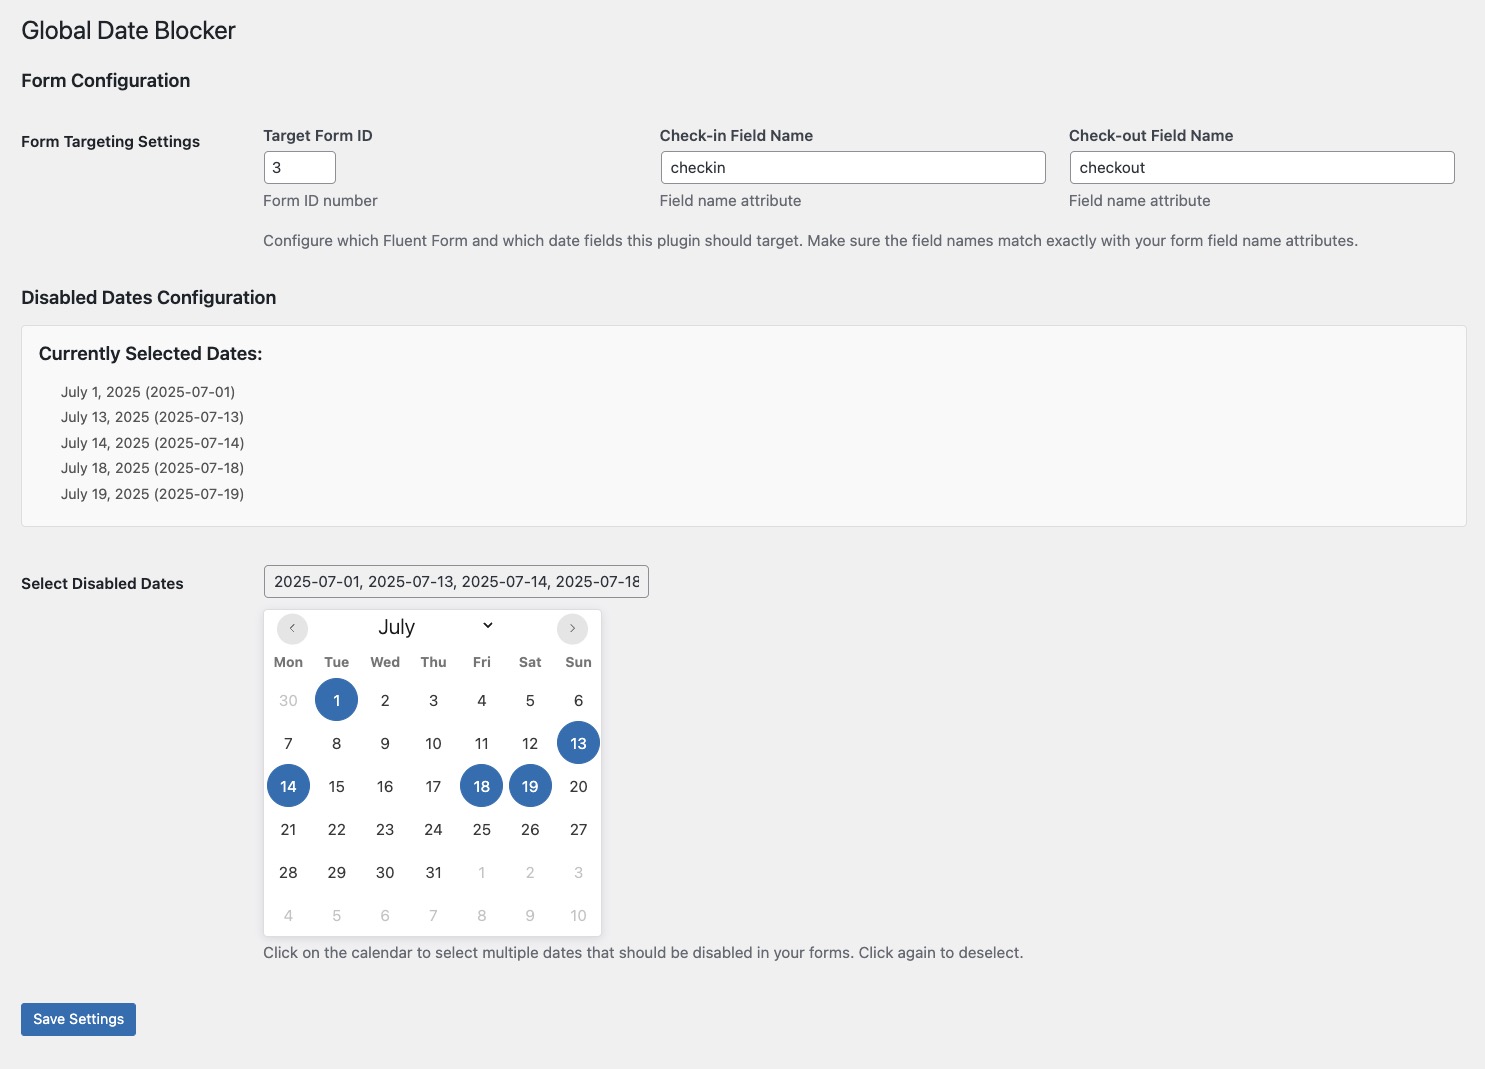 Global Date Blocker
Form Configuration
Form Targeting Settings
Target Form ID
Check-in Field Name
Check-out Field Name
3
checkin
checkout
Form ID number
Field name attribute
Field name attribute
Configure which Fluent Form and which date fields this plugin should target. Make sure the field names match exactly with your form field name attributes.
Disabled Dates Configuration
Currently Selected Dates:
July 1, 2025 (2025-07-01)
July 13, 2025 (2025-07-13)
July 14, 2025 (2025-07-14)
July 18, 2025 (2025-07-18)
July 19, 2025 (2025-07-19)
Select Disabled Dates
2025-07-01, 2025-07-13, 2025-07-14, 2025-07-18
July
Mon Tue Wed Thu Fri Sat Sun
30 1 2 3 4 5 6
7 8 9 10 11 12 13
14 15 16 17 18 19 20
21 22 23 24 25 26 27
28 29 30 31 1 2 3
4 5 6 7 8 9 10
Click on the calendar to select multiple dates that should be disabled in your forms. Click again to deselect.
Save Settings